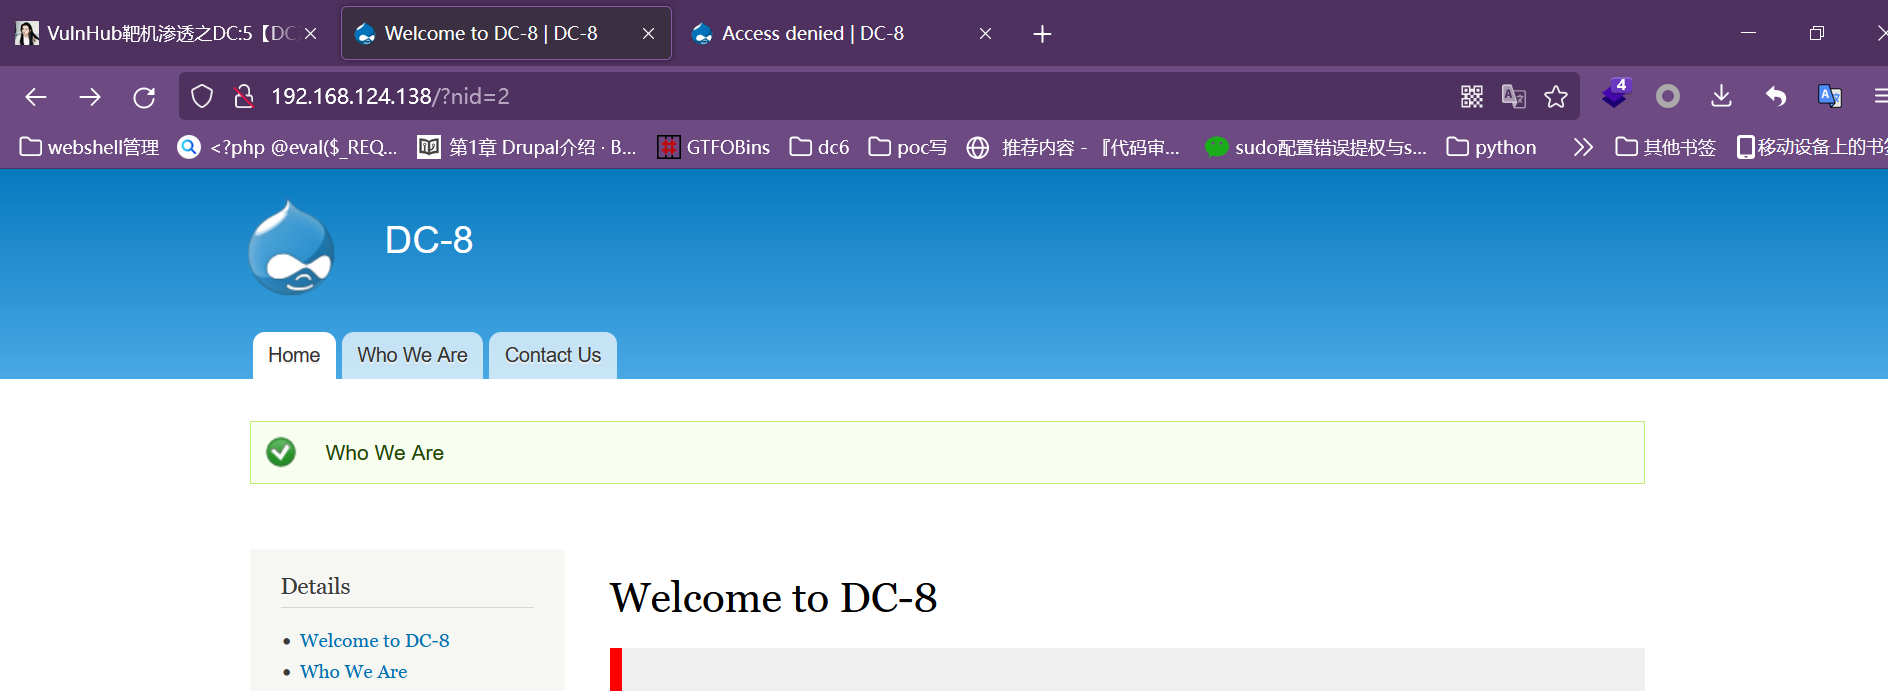 VulnHub靶机渗透之DC:5【DC
Welcome to DC-8 | DC-8
Access denied | DC-8
192.168.124.138/?nid=2
4
webshell管理
<?php @eval($_REQ...
第1章 Drupal介绍 · B...
GTFOBins
dc6
poc写
推荐内容 - 『代码审...
sudo配置错误提权与s...
python
其他书签
移动设备上的书签
DC-8
Home
Who We Are
Contact Us
Who We Are
Details
Welcome to DC-8
Who We Are
Welcome to DC-8